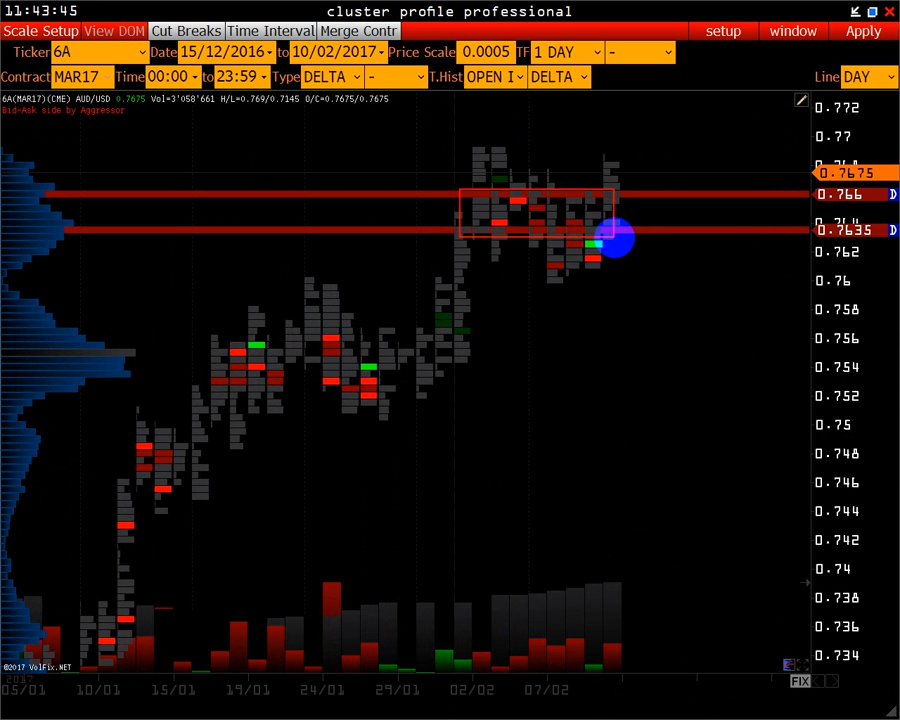 11:43:45 cluster profile professional
Scale Setup View DOM Cut Breaks Time Interval Merge Contr setup window Apply
Ticker 6A Date 15/12/2016 to 10/02/2017 Price Scale 0.0005 TF 1 DAY -
Contract MAR17 Time 00:00 to 23:59 Type DELTA - T.Hist OPEN I DELTA Line DAY
6A(MAR17)(CME) AUD/USD 0.7675 Vol=3'058'661 H/L=0.769/0.7145 O/C=0.7675/0.7675
Bid-Ask side by Aggressor
0.772
0.77
0.7675
0.766 D
0.7635 D
0.762
0.76
0.758
0.756
0.754
0.752
0.75
0.748
0.746
0.744
0.742
0.74
0.738
0.736
0.734
©2017 VolFix.NET
2017
05/01 10/01 15/01 19/01 24/01 29/01 02/02 07/02
FIX